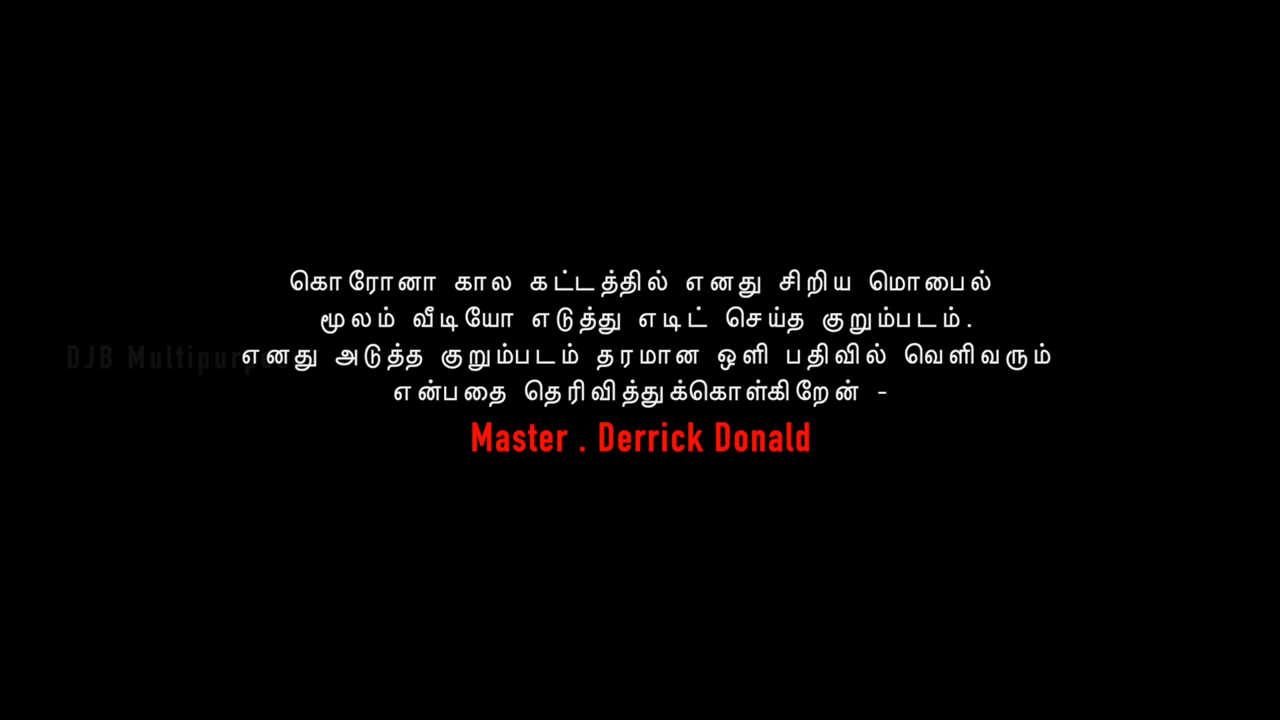 கொரோனா கால கட்டத்தில் எனது சிறிய மொபைல்
மூலம் வீடியோ எடுத்து எடிட் செய்த குறும்படம்.
எனது அடுத்த குறும்படம் தரமான ஒளி பதிவில் வெளிவரும்
என்பதை தெரிவித்துக்கொள்கிறேன் -
Master . Derrick Donald
DJB